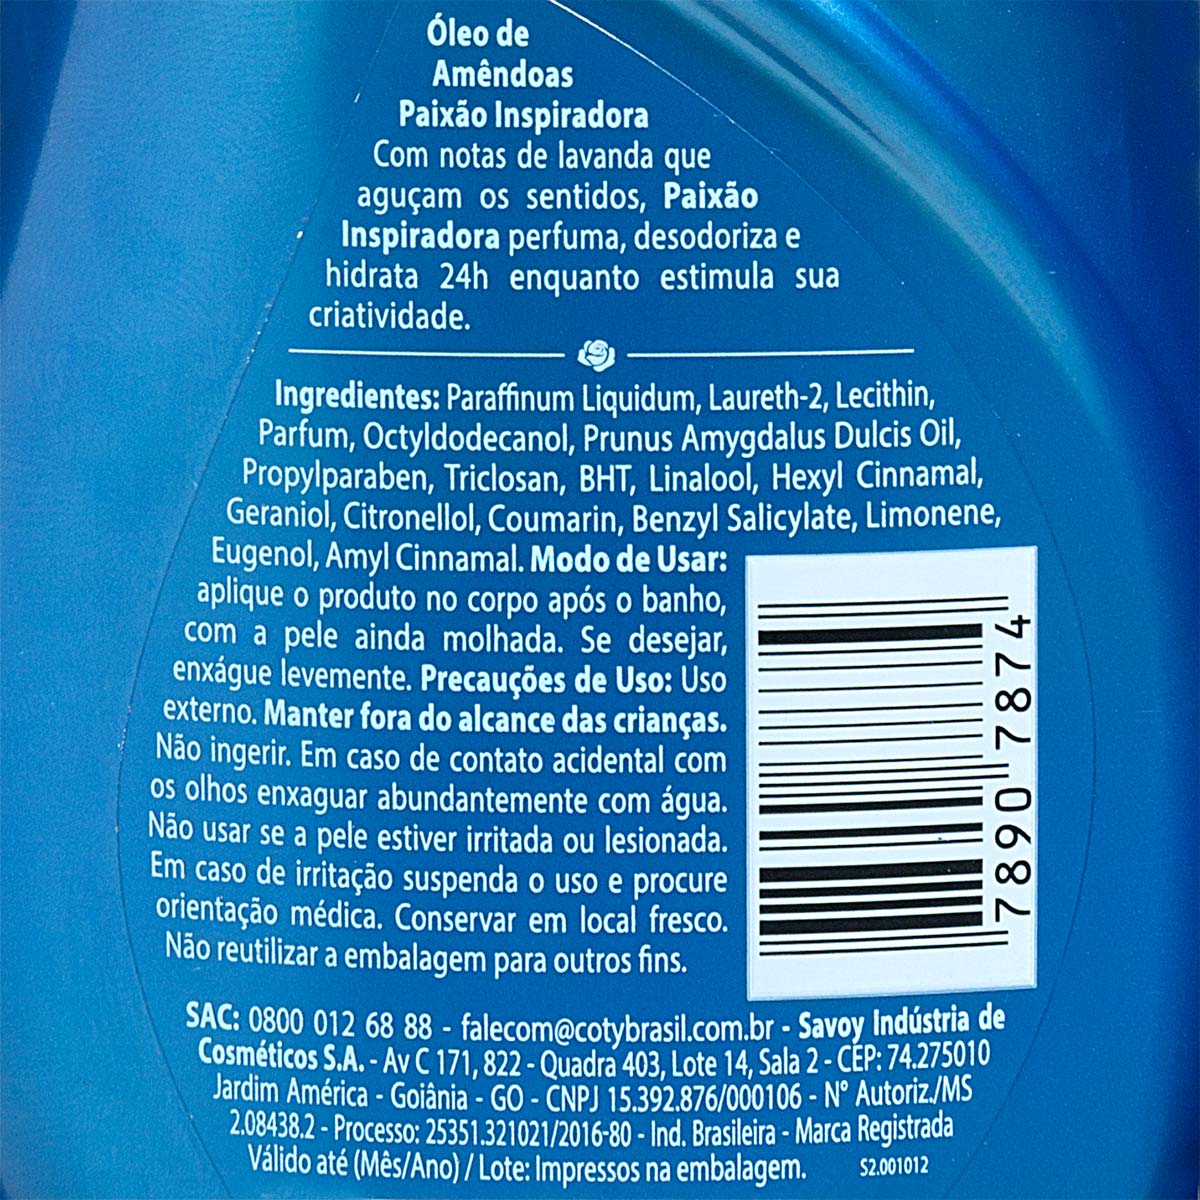 Óleo de
Amêndoas
Paixão Inspiradora
Com notas de lavanda que
aguçam os sentidos, Paixão
Inspiradora perfuma, desodoriza e
hidrata 24h enquanto estimula sua
criatividade.
Ingredientes: Paraffinum Liquidum, Laureth-2, Lecithin,
Parfum, Octyldodecanol, Prunus Amygdalus Dulcis Oil,
Propylparaben, Triclosan, BHT, Linalool, Hexyl Cinnamal,
Geraniol, Citronellol, Coumarin, Benzyl Salicylate, Limonene,
Eugenol, Amyl Cinnamal. Modo de Usar:
aplique o produto no corpo após o banho,
com a pele ainda molhada. Se desejar,
enxágue levemente. Precauções de Uso: Uso
externo. Manter fora do alcance das crianças.
Não ingerir. Em caso de contato acidental com
os olhos enxaguar abundantemente com água.
Não usar se a pele estiver irritada ou lesionada.
Em caso de irritação suspenda o uso e procure
orientação médica. Conservar em local fresco.
Não reutilizar a embalagem para outros fins.
7890 7874
SAC: 0800 012 68 88 - falecom@cotybrasil.com.br - Savoy Indústria de
Cosméticos S.A. - Av C 171, 822 - Quadra 403, Lote 14, Sala 2 - CEP: 74.275010
Jardim América - Goiânia - GO - CNPJ 15.392.876/000106 - N° Autoriz./MS
2.08438.2 - Processo: 25351.321021/2016-80 - Ind. Brasileira - Marca Registrada
Válido até (Mês/Ano) / Lote: Impressos na embalagem. S2.001012